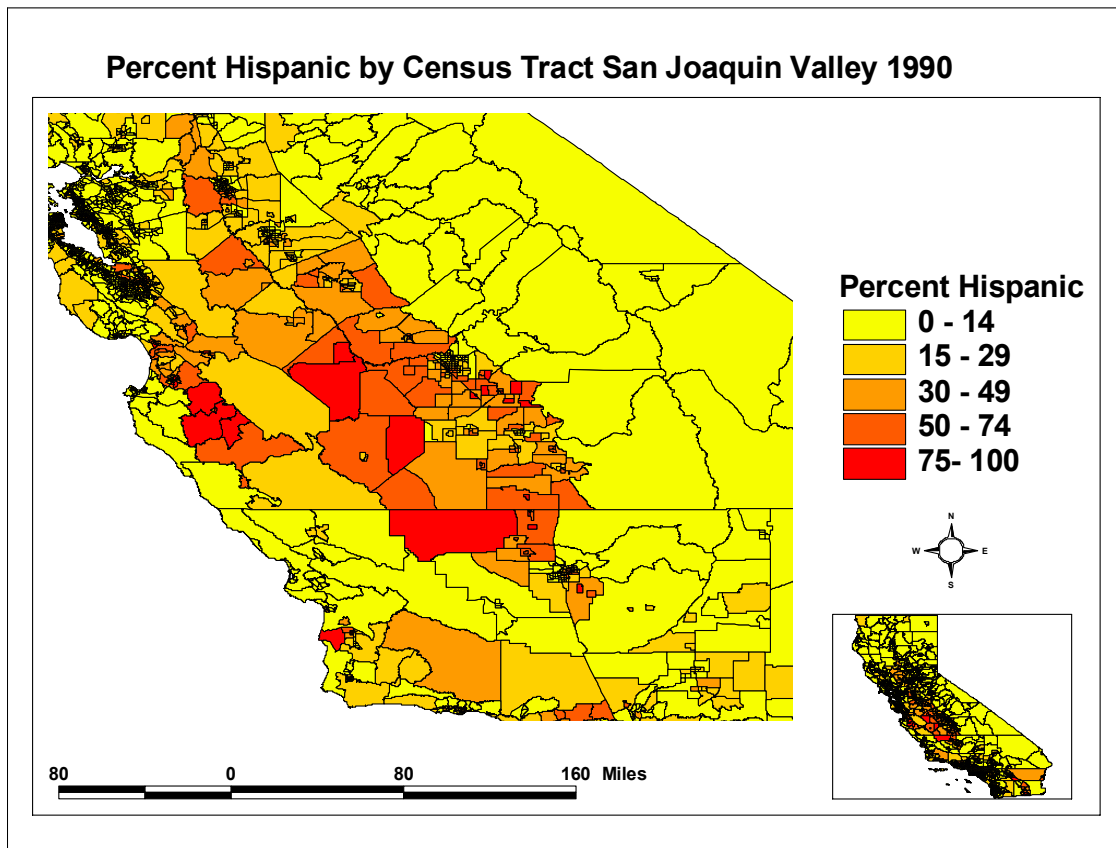 Percent Hispanic by Census Tract San Joaquin Valley 1990
Percent Hispanic
0 - 14
15 - 29
30 - 49
50 - 74
75- 100
N
W E
S
80 0 80 160 Miles